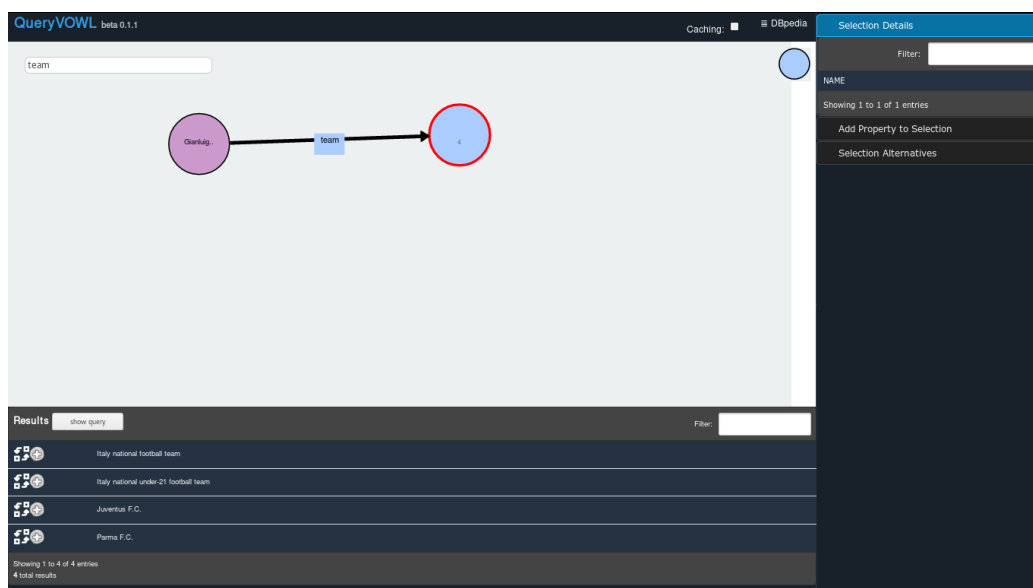 QueryVOWL beta 0.1.1
Caching:
≡ DBpedia
team
Gianluig..
team
4
Selection Details
Filter:
NAME
Showing 1 to 1 of 1 entries
Add Property to Selection
Selection Alternatives
Results
show query
Filter:
Italy national football team
Italy national under-21 football team
Juventus F.C.
Parma F.C.
Showing 1 to 4 of 4 entries
4 total results